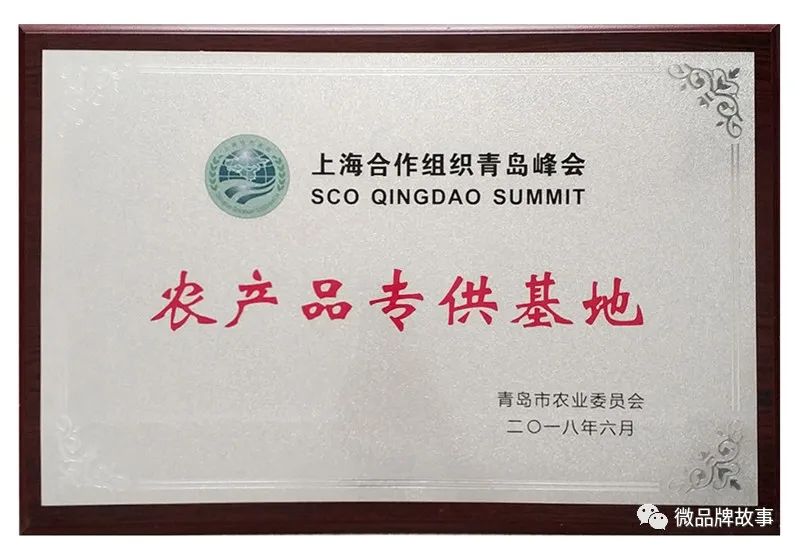 上海合作组织青岛峰会
SCO QINGDAO SUMMIT
农产品专供基地
青岛市农业委员会
二〇一八年六月
微品牌故事